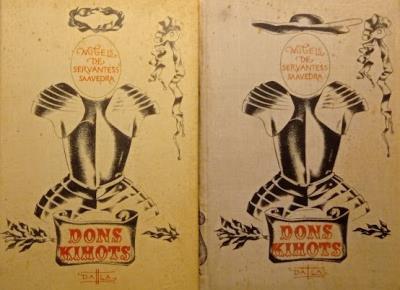 MIGELS
DE
SERVANTESS
SAAVEDRA
DONS
KIHOTS
MIGELS
DE
SERVANTESS
SAAVEDRA
DONS
KIHOTS